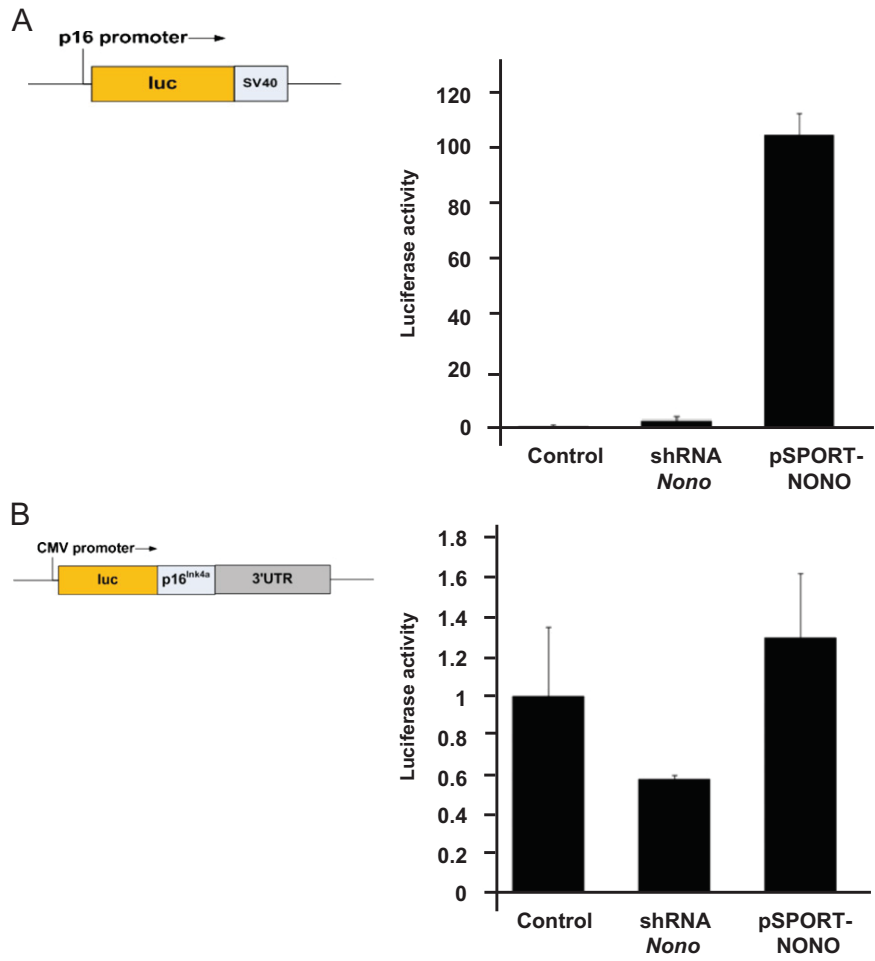 A
p16 promoter
luc
SV40
Luciferase activity
120
100
80
60
40
20
0
Control
shRNA
Nono
pSPORT-
NONO
B
CMV promoter
luc
p16Ink4a
3'UTR
Luciferase activity
1.8
1.6
1.4
1.2
1
0.8
0.6
0.4
0.2
0
Control
shRNA
Nono
pSPORT-
NONO